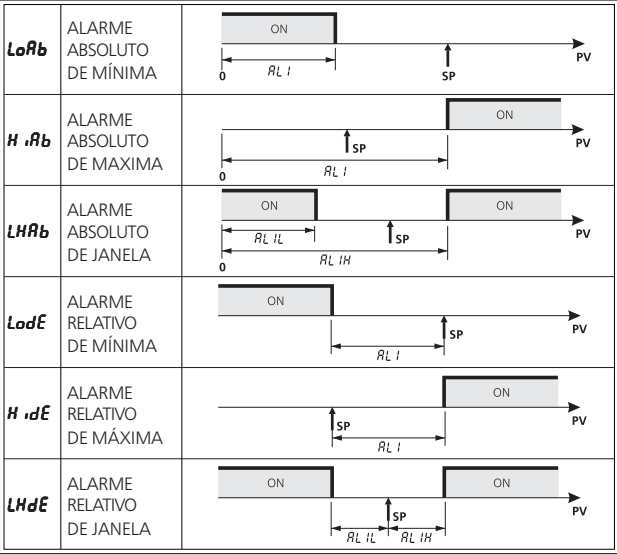 LoAb
ALARME
ABSOLUTO
DE MÍNIMA
ON
0
AL1
SP
PV
HiAb
ALARME
ABSOLUTO
DE MAXIMA
ON
SP
PV
0
AL1
LHAb
ALARME
ABSOLUTO
DE JANELA
ON
ON
AL1L
SP
PV
0
AL1H
LodE
ALARME
RELATIVO
DE MÍNIMA
ON
SP
PV
AL1
HidE
ALARME
RELATIVO
DE MÁXIMA
ON
SP
PV
AL1
LHdE
ALARME
RELATIVO
DE JANELA
ON
ON
SP
PV
AL1L
AL1H